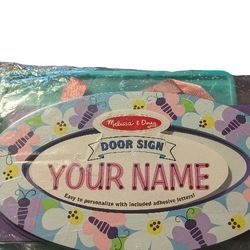 Melissa & Doug
DOOR SIGN
YOUR NAME
Easy to personalize with included adhesive letters!